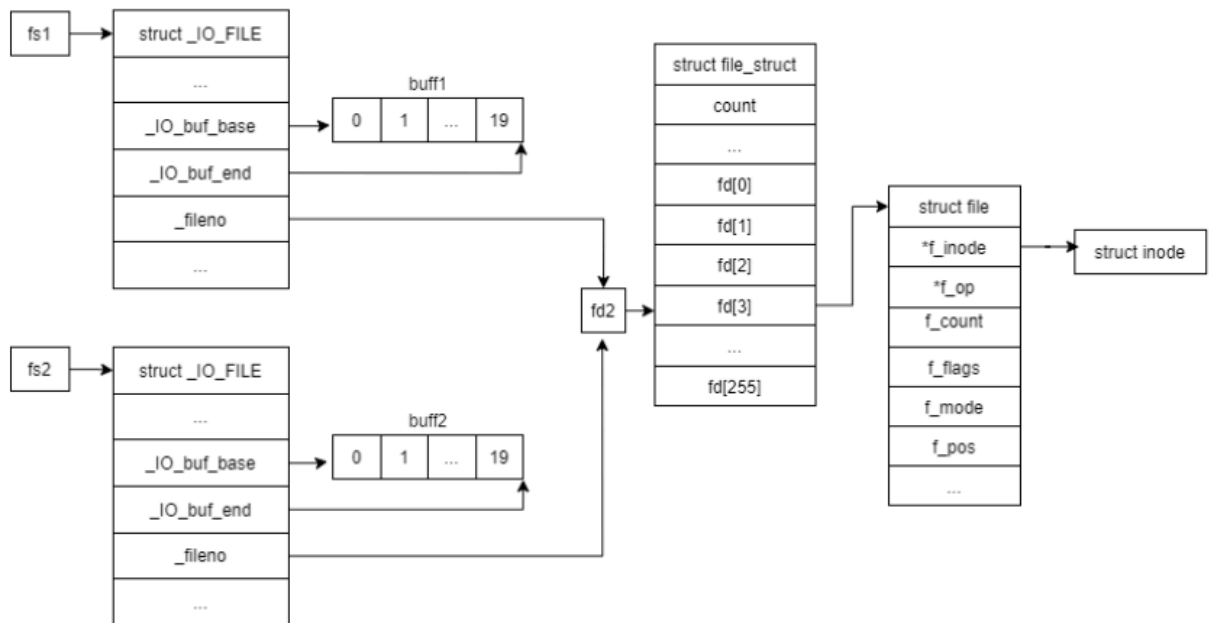 fs1
struct _IO_FILE
...
_IO_buf_base
_IO_buf_end
_fileno
...
buff1
0 1 ... 19
fs2
struct _IO_FILE
...
_IO_buf_base
_IO_buf_end
_fileno
...
buff2
0 1 ... 19
fd2
struct file_struct
count
...
fd[0]
fd[1]
fd[2]
fd[3]
...
fd[255]
struct file
*f_inode
*f_op
f_count
f_flags
f_mode
f_pos
...
struct inode